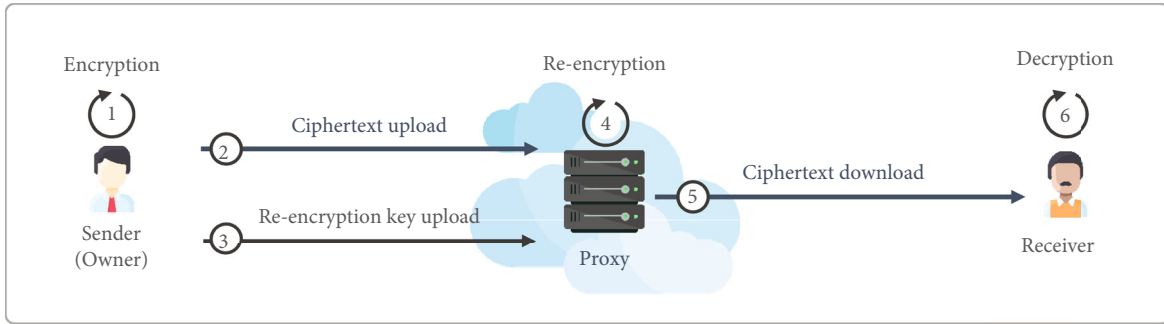 Encryption
1
Sender
(Owner)
2
Ciphertext upload
3
Re-encryption key upload
Re-encryption
4
Proxy
5
Ciphertext download
Decryption
6
Receiver